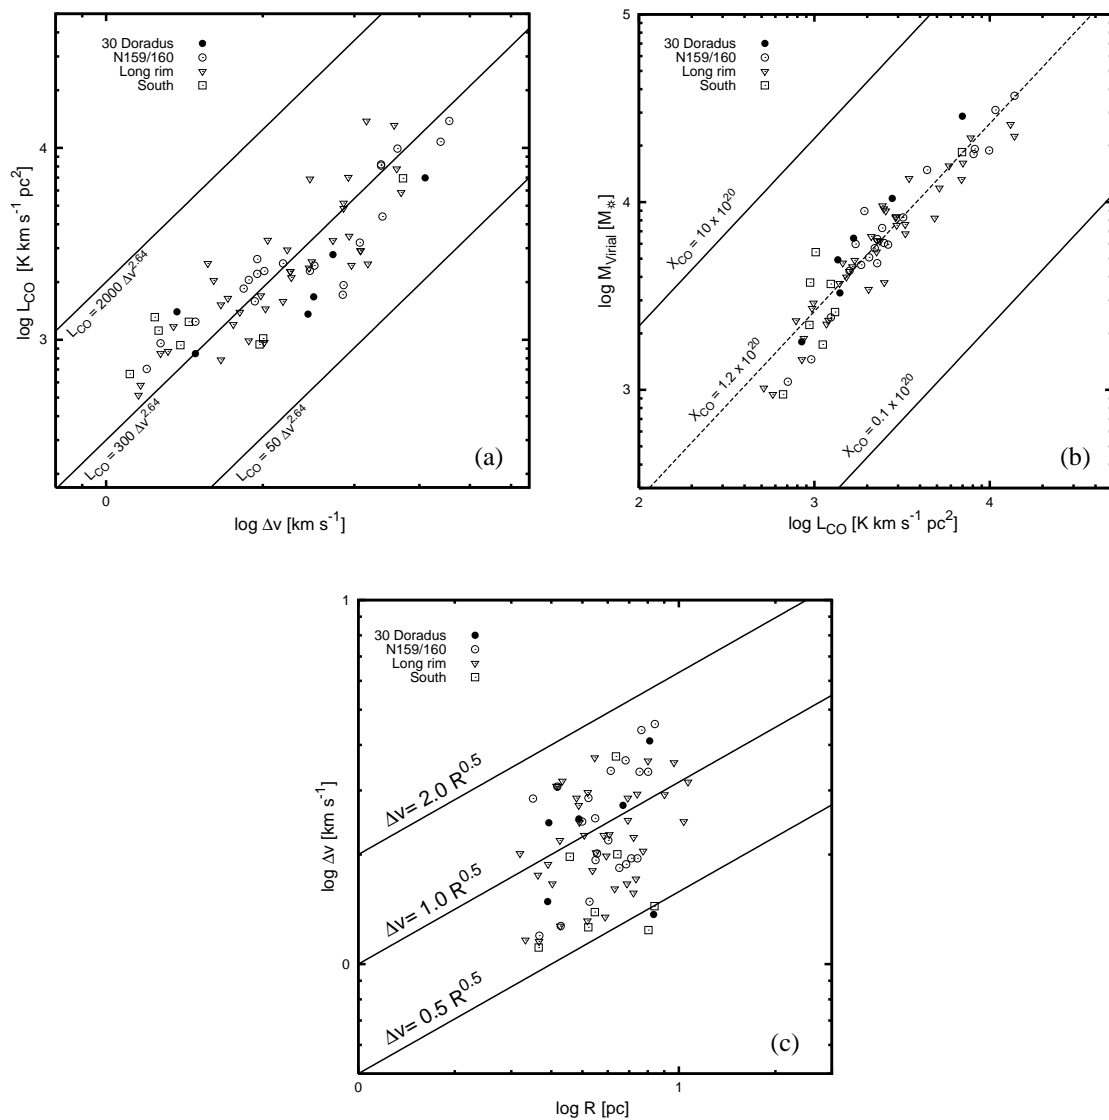 5
4
3
log L_CO [K km s⁻¹ pc²]
30 Doradus
N159/160
Long rim
South
L_CO = 2000 Δv^2.64
L_CO = 300 Δv^2.64
L_CO = 50 Δv^2.64
(a)
0
log Δv [km s⁻¹]
5
4
3
log M_Virial [M_☼]
30 Doradus
N159/160
Long rim
South
X_CO = 10 x 10^20
X_CO = 1.2 x 10^20
X_CO = 0.1 x 10^20
(b)
2
3
4
log L_CO [K km s⁻¹ pc²]
1
0
log Δv [km s⁻¹]
30 Doradus
N159/160
Long rim
South
Δv= 2.0 R^0.5
Δv= 1.0 R^0.5
Δv= 0.5 R^0.5
(c)
0
1
log R [pc]